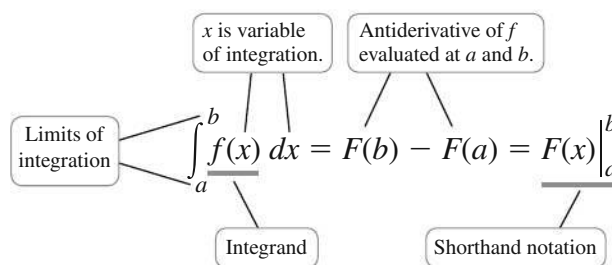 x is variable
of integration.
Antiderivative of f
evaluated at a and b.
Limits of
integration
∫_a^b f(x) dx = F(b) − F(a) = F(x)|_a^b
Integrand
Shorthand notation